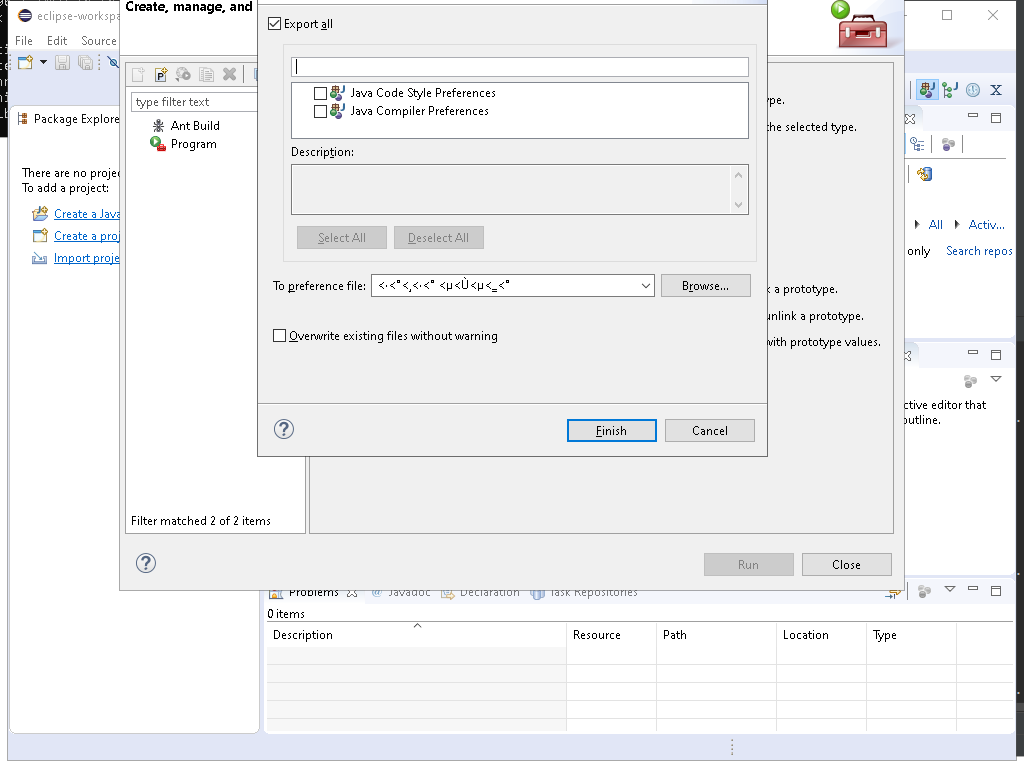 eclipse-workspa
Create, manage, and
Export all
File Edit Source
type filter text
Java Code Style Preferences
Java Compiler Preferences
ype.
Package Explore
Ant Build
the selected type.
Program
Description:
There are no projec
To add a project:
Create a Java
All Activ...
Select All Deselect All
Create a proj
only Search repos
Import proje
To preference file: <·<°<¸<·<° <µ<Ù<µ<‗<° Browse...
k a prototype.
unlink a prototype.
Overwrite existing files without warning
with prototype values.
ctive editor that
outline.
Finish Cancel
Filter matched 2 of 2 items
Run Close
Problems Javadoc Declaration Task Repositories
0 items
Description Resource Path Location Type